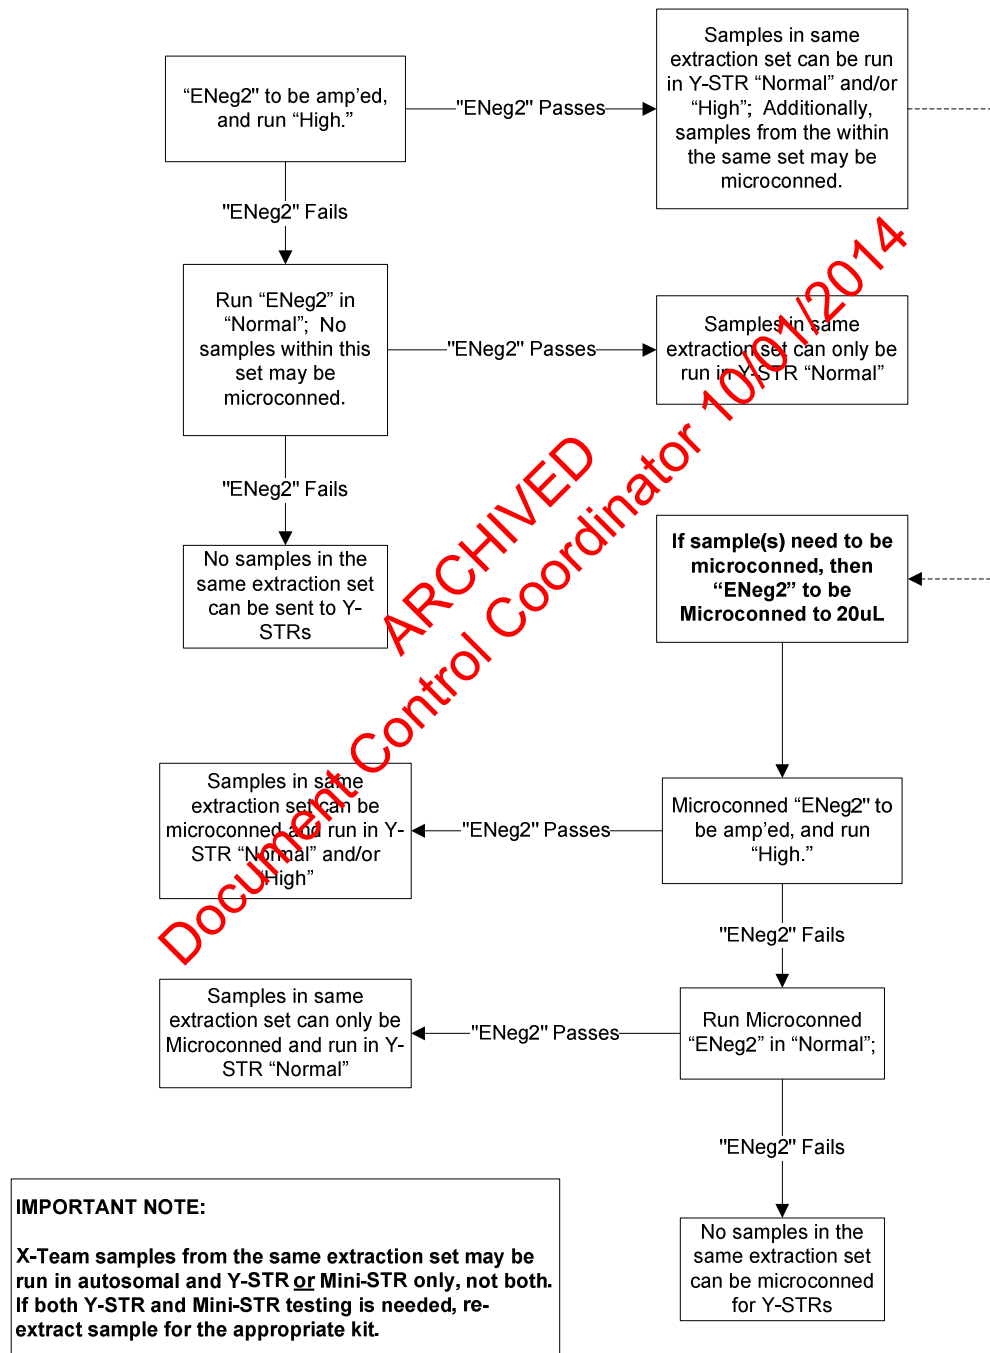 “ENeg2” to be amp’ed,
and run “High.”
"ENeg2" Passes
Samples in same
extraction set can be run
in Y-STR “Normal” and/or
“High”;  Additionally,
samples from the within
the same set may be
microconned.
"ENeg2" Fails
Run “ENeg2” in
“Normal”;  No
samples within this
set may be
microconned.
"ENeg2" Passes
Samples in same
extraction set can only be
run in Y-STR “Normal”
"ENeg2" Fails
No samples in the
same extraction set
can be sent to Y-
STRs
If sample(s) need to be
microconned, then
“ENeg2” to be
Microconned to 20uL
Microconned “ENeg2" to
be amp’ed, and run
“High.”
"ENeg2" Passes
Samples in same
extraction set can be
microconned and run in Y-
STR “Normal” and/or
“High”
"ENeg2" Fails
Run Microconned
“ENeg2” in “Normal”;
"ENeg2" Passes
Samples in same
extraction set can only be
Microconned and run in Y-
STR “Normal”
"ENeg2" Fails
No samples in the
same extraction set
can be microconned
for Y-STRs
IMPORTANT NOTE:
X-Team samples from the same extraction set may be
run in autosomal and Y-STR or Mini-STR only, not both.
If both Y-STR and Mini-STR testing is needed, re-
extract sample for the appropriate kit.
ARCHIVED
Document Control Coordinator 10/01/2014